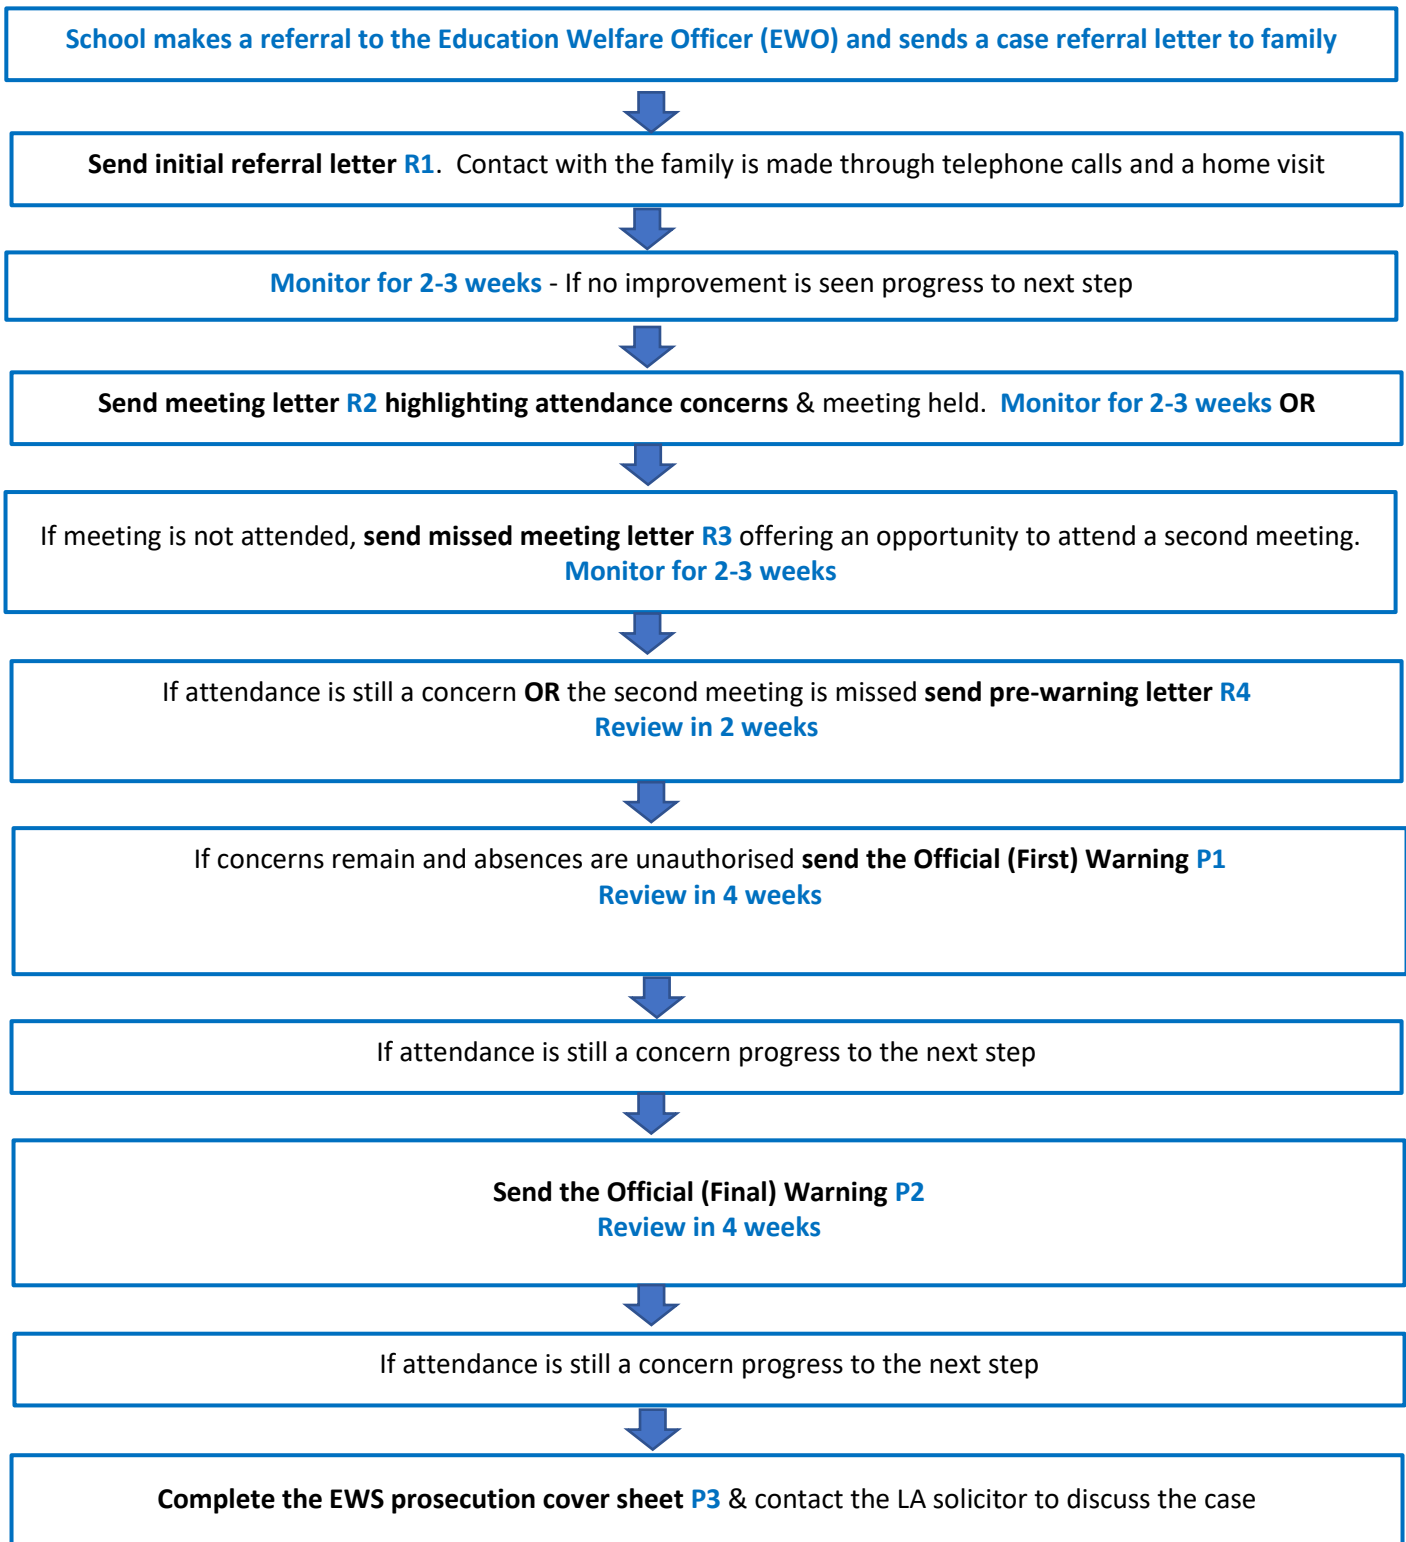 School makes a referral to the Education Welfare Officer (EWO) and sends a case referral letter to family
Send initial referral letter R1.  Contact with the family is made through telephone calls and a home visit
Monitor for 2-3 weeks - If no improvement is seen progress to next step
Send meeting letter R2 highlighting attendance concerns & meeting held.  Monitor for 2-3 weeks OR
If meeting is not attended, send missed meeting letter R3 offering an opportunity to attend a second meeting.
Monitor for 2-3 weeks
If attendance is still a concern OR the second meeting is missed send pre-warning letter R4
Review in 2 weeks
If concerns remain and absences are unauthorised send the Official (First) Warning P1
Review in 4 weeks
If attendance is still a concern progress to the next step
Send the Official (Final) Warning P2
Review in 4 weeks
If attendance is still a concern progress to the next step
Complete the EWS prosecution cover sheet P3 & contact the LA solicitor to discuss the case